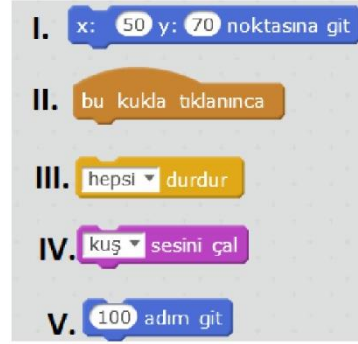 I. x: 50 y: 70 noktasına git
II. bu kukla tıklanınca
III. hepsi durdur
IV. kuş sesini çal
V. 100 adım git